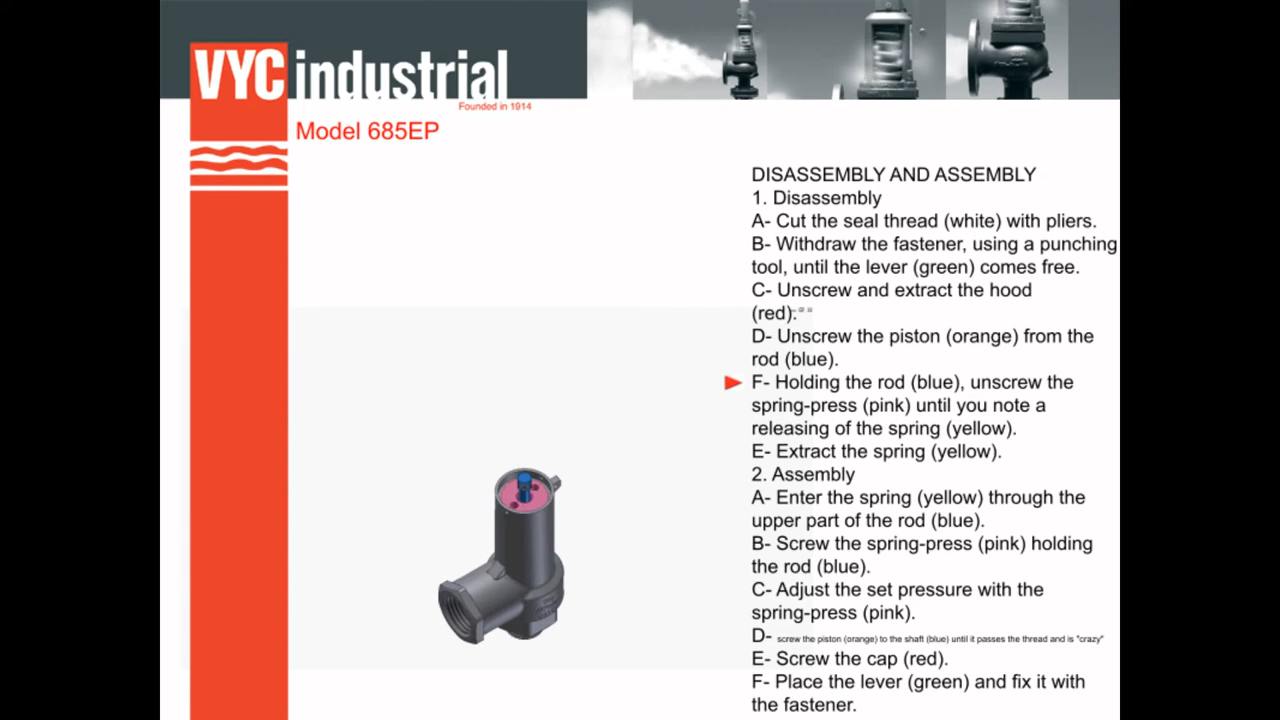 VYC industrial
Founded in 1914
Model 685EP
DISASSEMBLY AND ASSEMBLY
1. Disassembly
A- Cut the seal thread (white) with pliers.
B- Withdraw the fastener, using a punching
tool, until the lever (green) comes free.
C- Unscrew and extract the hood
(red).
D- Unscrew the piston (orange) from the
rod (blue).
F- Holding the rod (blue), unscrew the
spring-press (pink) until you note a
releasing of the spring (yellow).
E- Extract the spring (yellow).
2. Assembly
A- Enter the spring (yellow) through the
upper part of the rod (blue).
B- Screw the spring-press (pink) holding
the rod (blue).
C- Adjust the set pressure with the
spring-press (pink).
D- screw the piston (orange) to the shaft (blue) until it passes the thread and is "crazy"
E- Screw the cap (red).
F- Place the lever (green) and fix it with
the fastener.